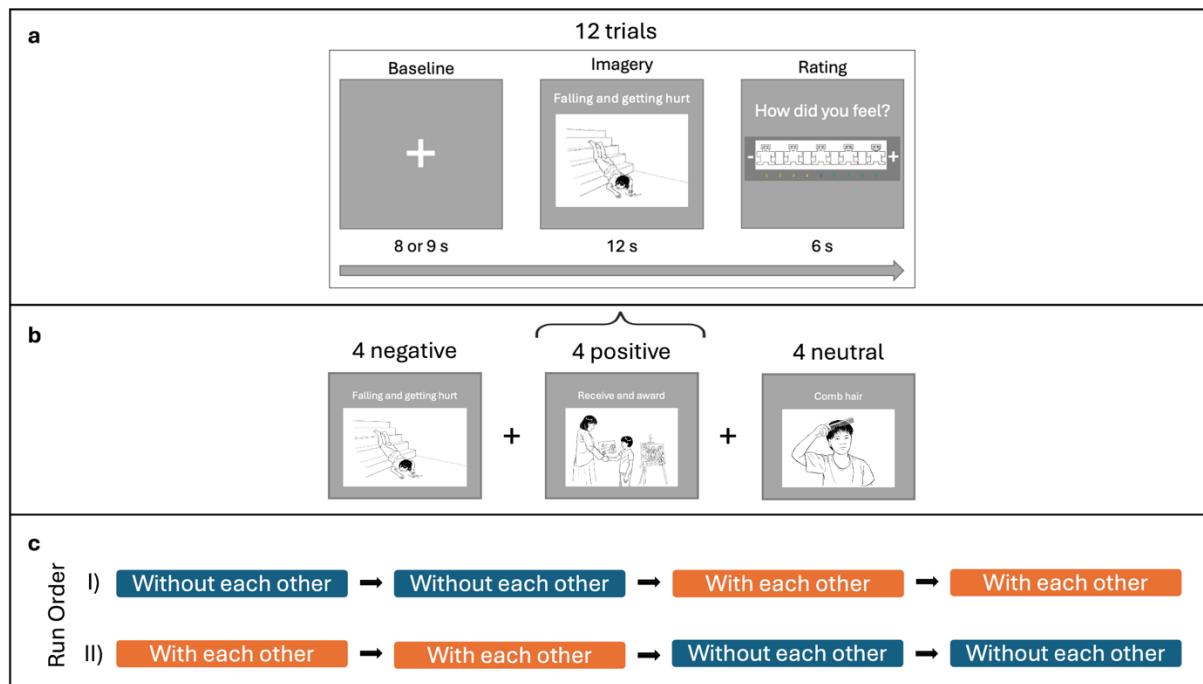 a
12 trials
Baseline
Imagery
Rating
+
Falling and getting hurt
How did you feel?
- +
8 or 9 s
12 s
6 s
b
4 negative
4 positive
4 neutral
Falling and getting hurt
+
Receive and award
+
Comb hair
c
Run Order
I) Without each other → Without each other → With each other → With each other
II) With each other → With each other → Without each other → Without each other